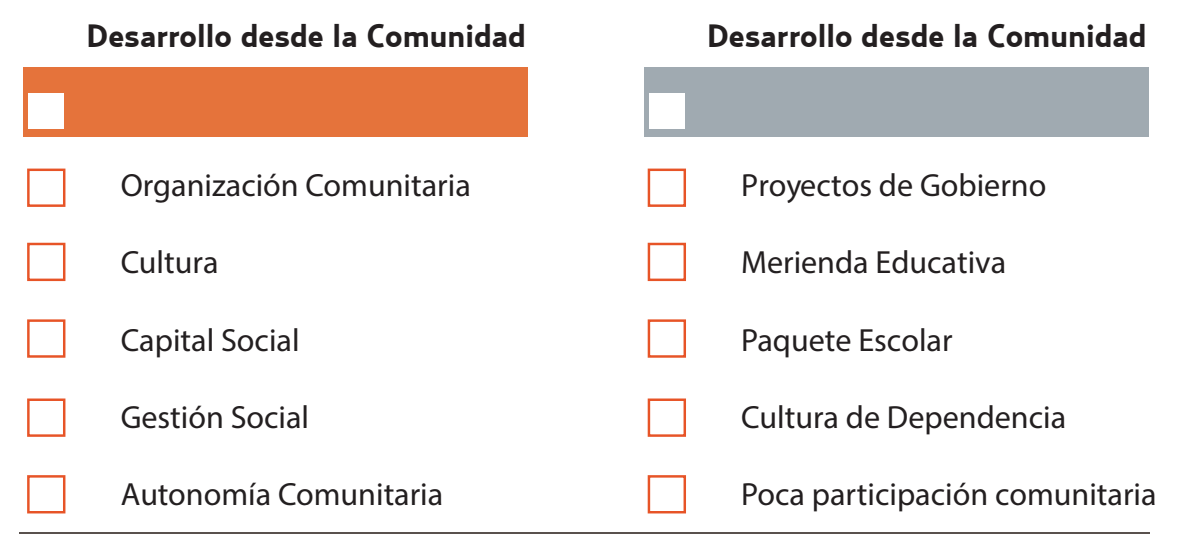 Desarrollo desde la Comunidad
Organización Comunitaria
Cultura
Capital Social
Gestión Social
Autonomía Comunitaria
Desarrollo desde la Comunidad
Proyectos de Gobierno
Merienda Educativa
Paquete Escolar
Cultura de Dependencia
Poca participación comunitaria